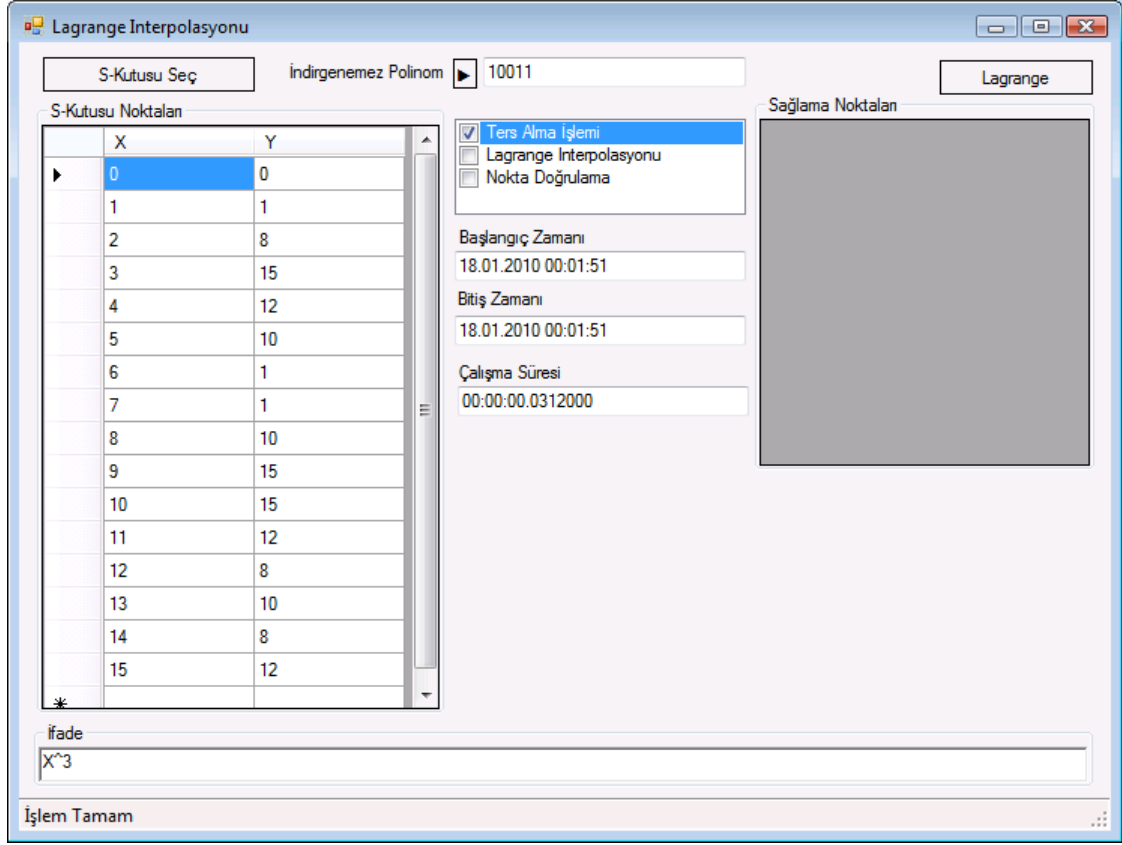 Lagrange Interpolasyonu
S-Kutusu Seç
İndirgenemez Polinom
10011
Lagrange
S-Kutusu Noktaları
X Y
0 0
1 1
2 8
3 15
4 12
5 10
6 1
7 1
8 10
9 15
10 15
11 12
12 8
13 10
14 8
15 12
Ters Alma İşlemi
Lagrange Interpolasyonu
Nokta Doğrulama
Başlangıç Zamanı
18.01.2010 00:01:51
Bitiş Zamanı
18.01.2010 00:01:51
Çalışma Süresi
00:00:00.0312000
Sağlama Noktaları
İfade
X^3
İşlem Tamam